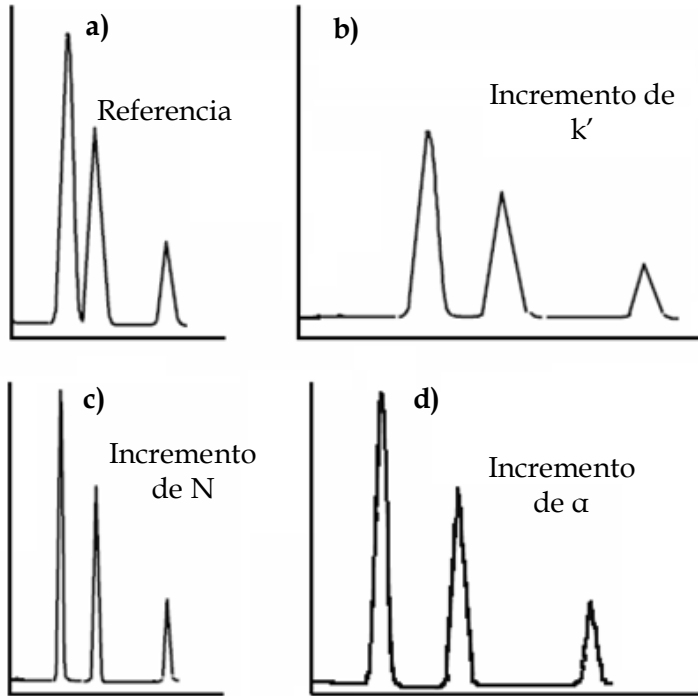 a)
Referencia
b)
Incremento de
k’
c)
Incremento
de N
d)
Incremento
de α